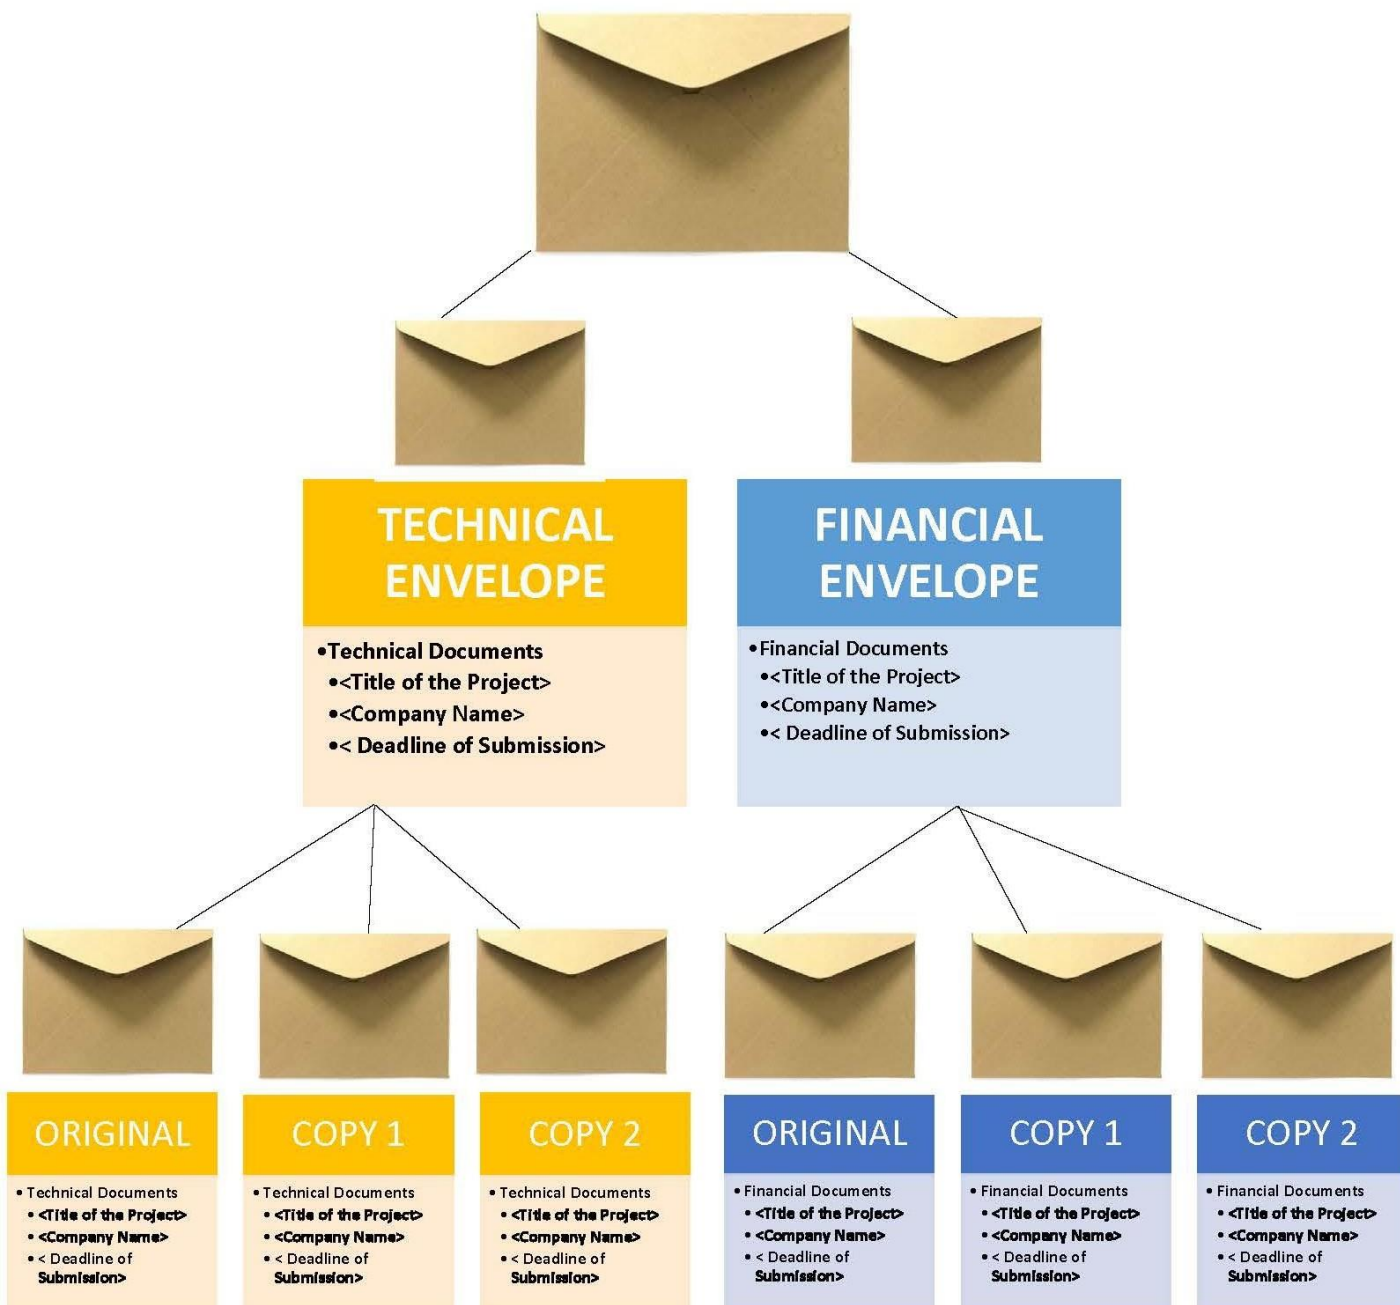 TECHNICAL
ENVELOPE
•Technical Documents
•<Title of the Project>
•<Company Name>
•< Deadline of Submission>
FINANCIAL
ENVELOPE
•Financial Documents
•<Title of the Project>
•<Company Name>
•< Deadline of Submission>
ORIGINAL
• Technical Documents
• <Title of the Project>
• <Company Name>
• < Deadline of
Submission>
COPY 1
• Technical Documents
• <Title of the Project>
• <Company Name>
• < Deadline of
Submission>
COPY 2
• Technical Documents
• <Title of the Project>
• <Company Name>
• < Deadline of
Submission>
ORIGINAL
• Financial Documents
• <Title of the Project>
• <Company Name>
• < Deadline of
Submission>
COPY 1
• Financial Documents
• <Title of the Project>
• <Company Name>
• < Deadline of
Submission>
COPY 2
• Financial Documents
• <Title of the Project>
• <Company Name>
• < Deadline of
Submission>